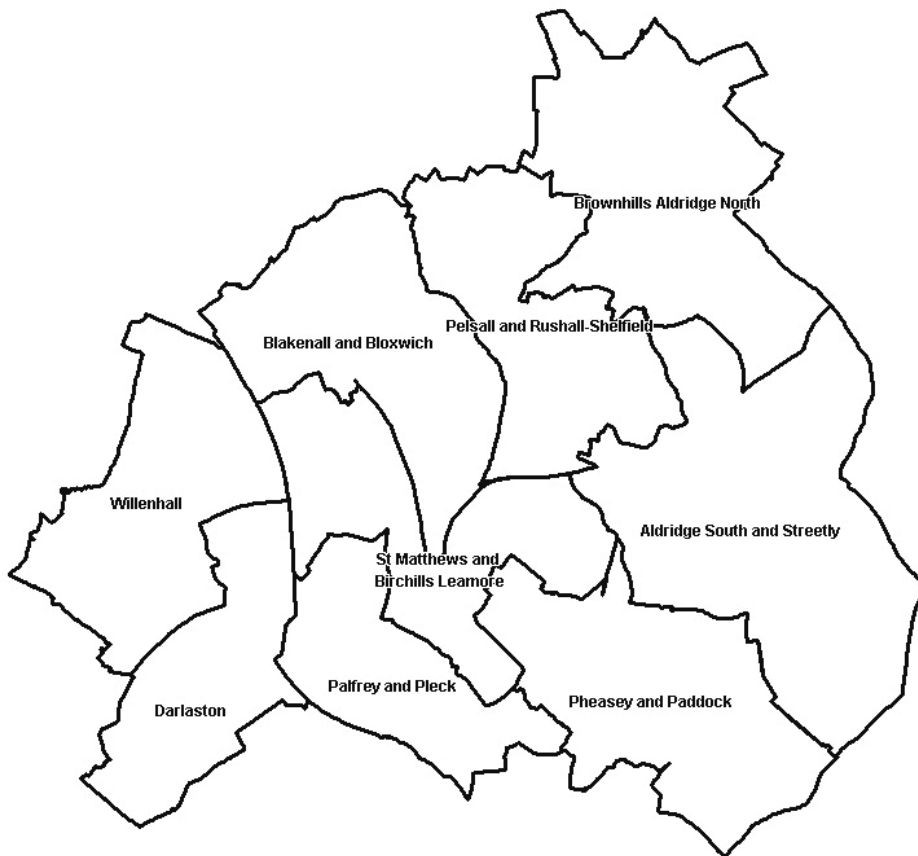 Brownhills Aldridge North
Pelsall and Rushall-Shelfield
Blakenall and Bloxwich
Willenhall
Aldridge South and Streetly
St Matthews and
Birchills Leamore
Palfrey and Pleck
Pheasey and Paddock
Darlaston